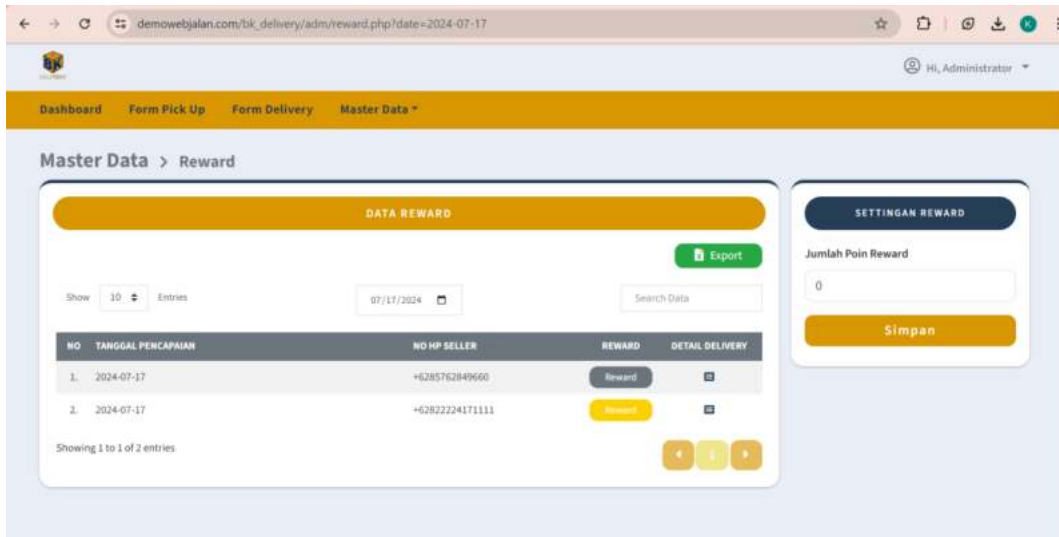 demowebjalan.com/bk_delivery/adm/reward.php?date=2024-07-17
K
BK
Hi, Administrator
Dashboard Form Pick Up Form Delivery Master Data
Master Data > Reward
DATA REWARD
Export
Show 10 Entries 07/17/2024 Search Data
NO TANGGAL PENCAPAIAN NO HP SELLER REWARD DETAIL DELIVERY
1. 2024-07-17 +6285762849660 Reward
2. 2024-07-17 +62822224171111 Reward
Showing 1 to 1 of 2 entries
1
SETTINGAN REWARD
Jumlah Poin Reward
0
Simpan